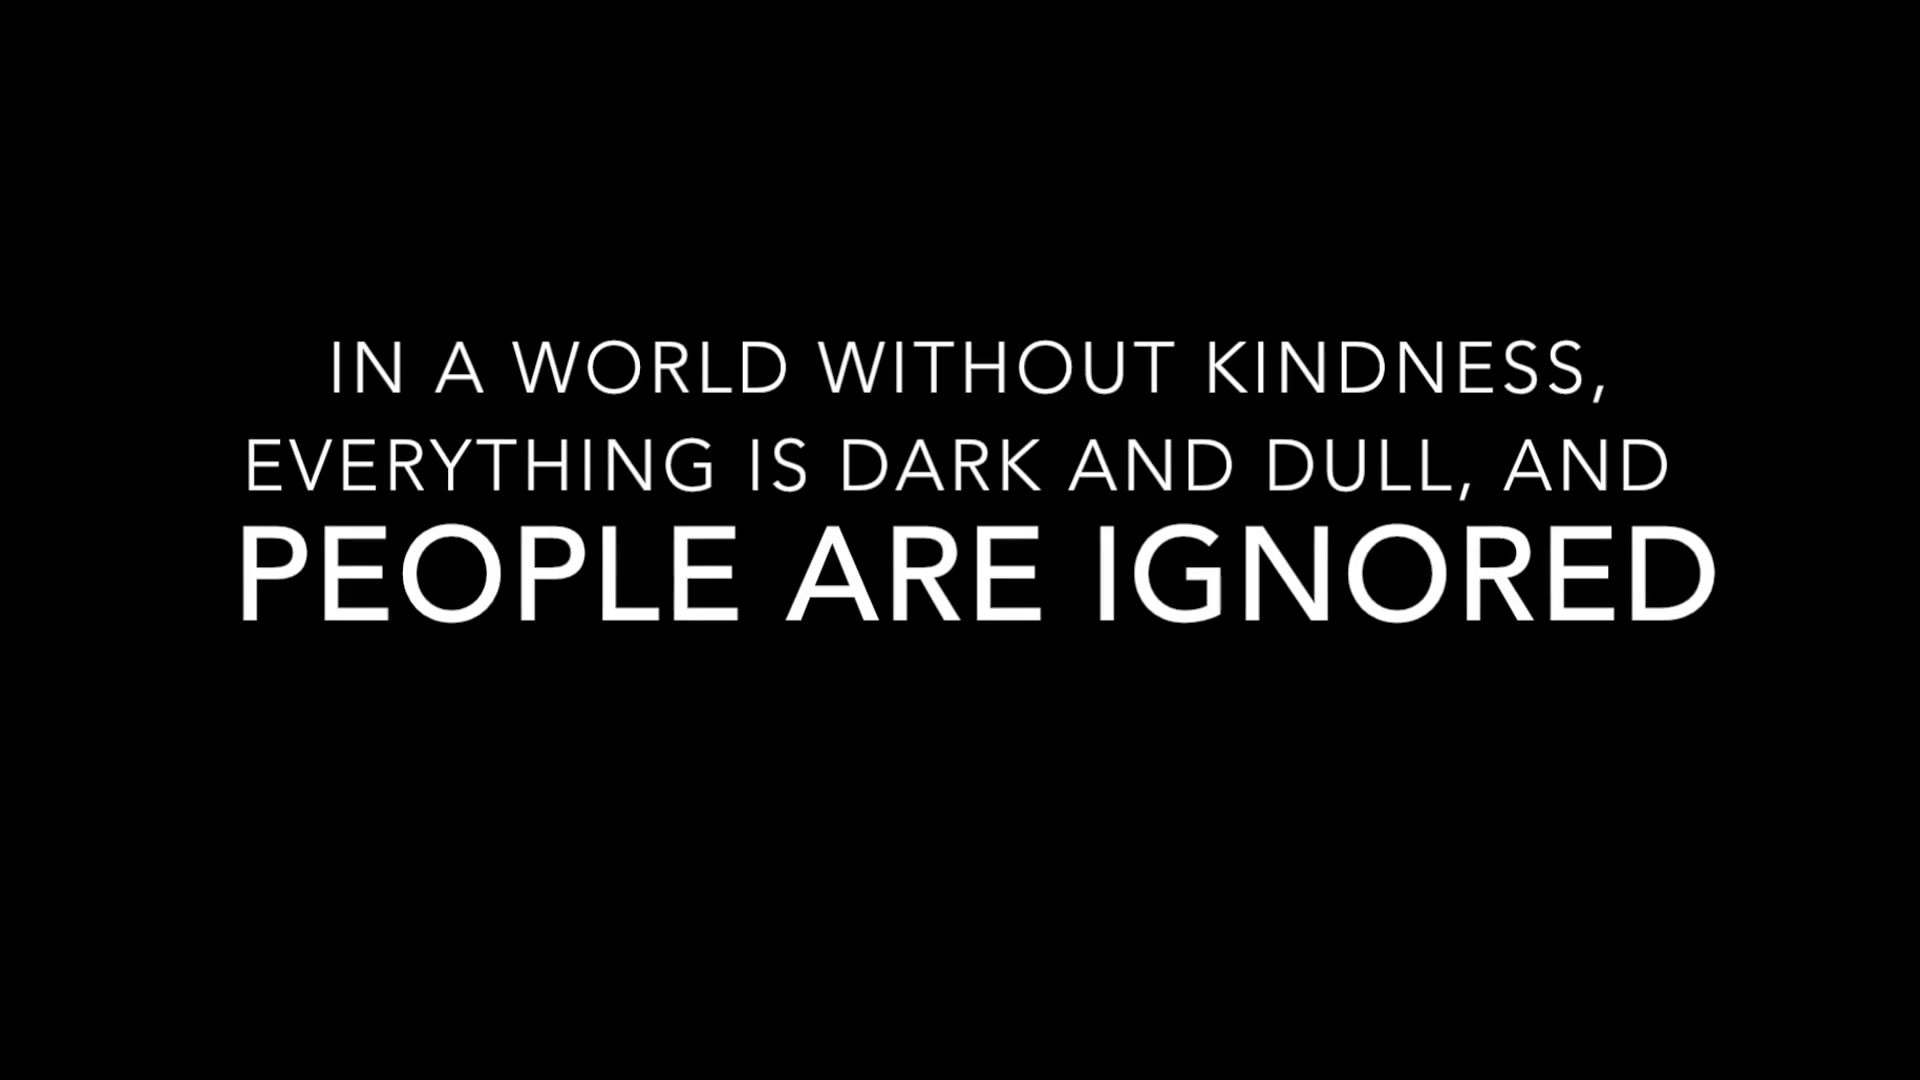 IN A WORLD WITHOUT KINDNESS,
EVERYTHING IS DARK AND DULL, AND
PEOPLE ARE IGNORED